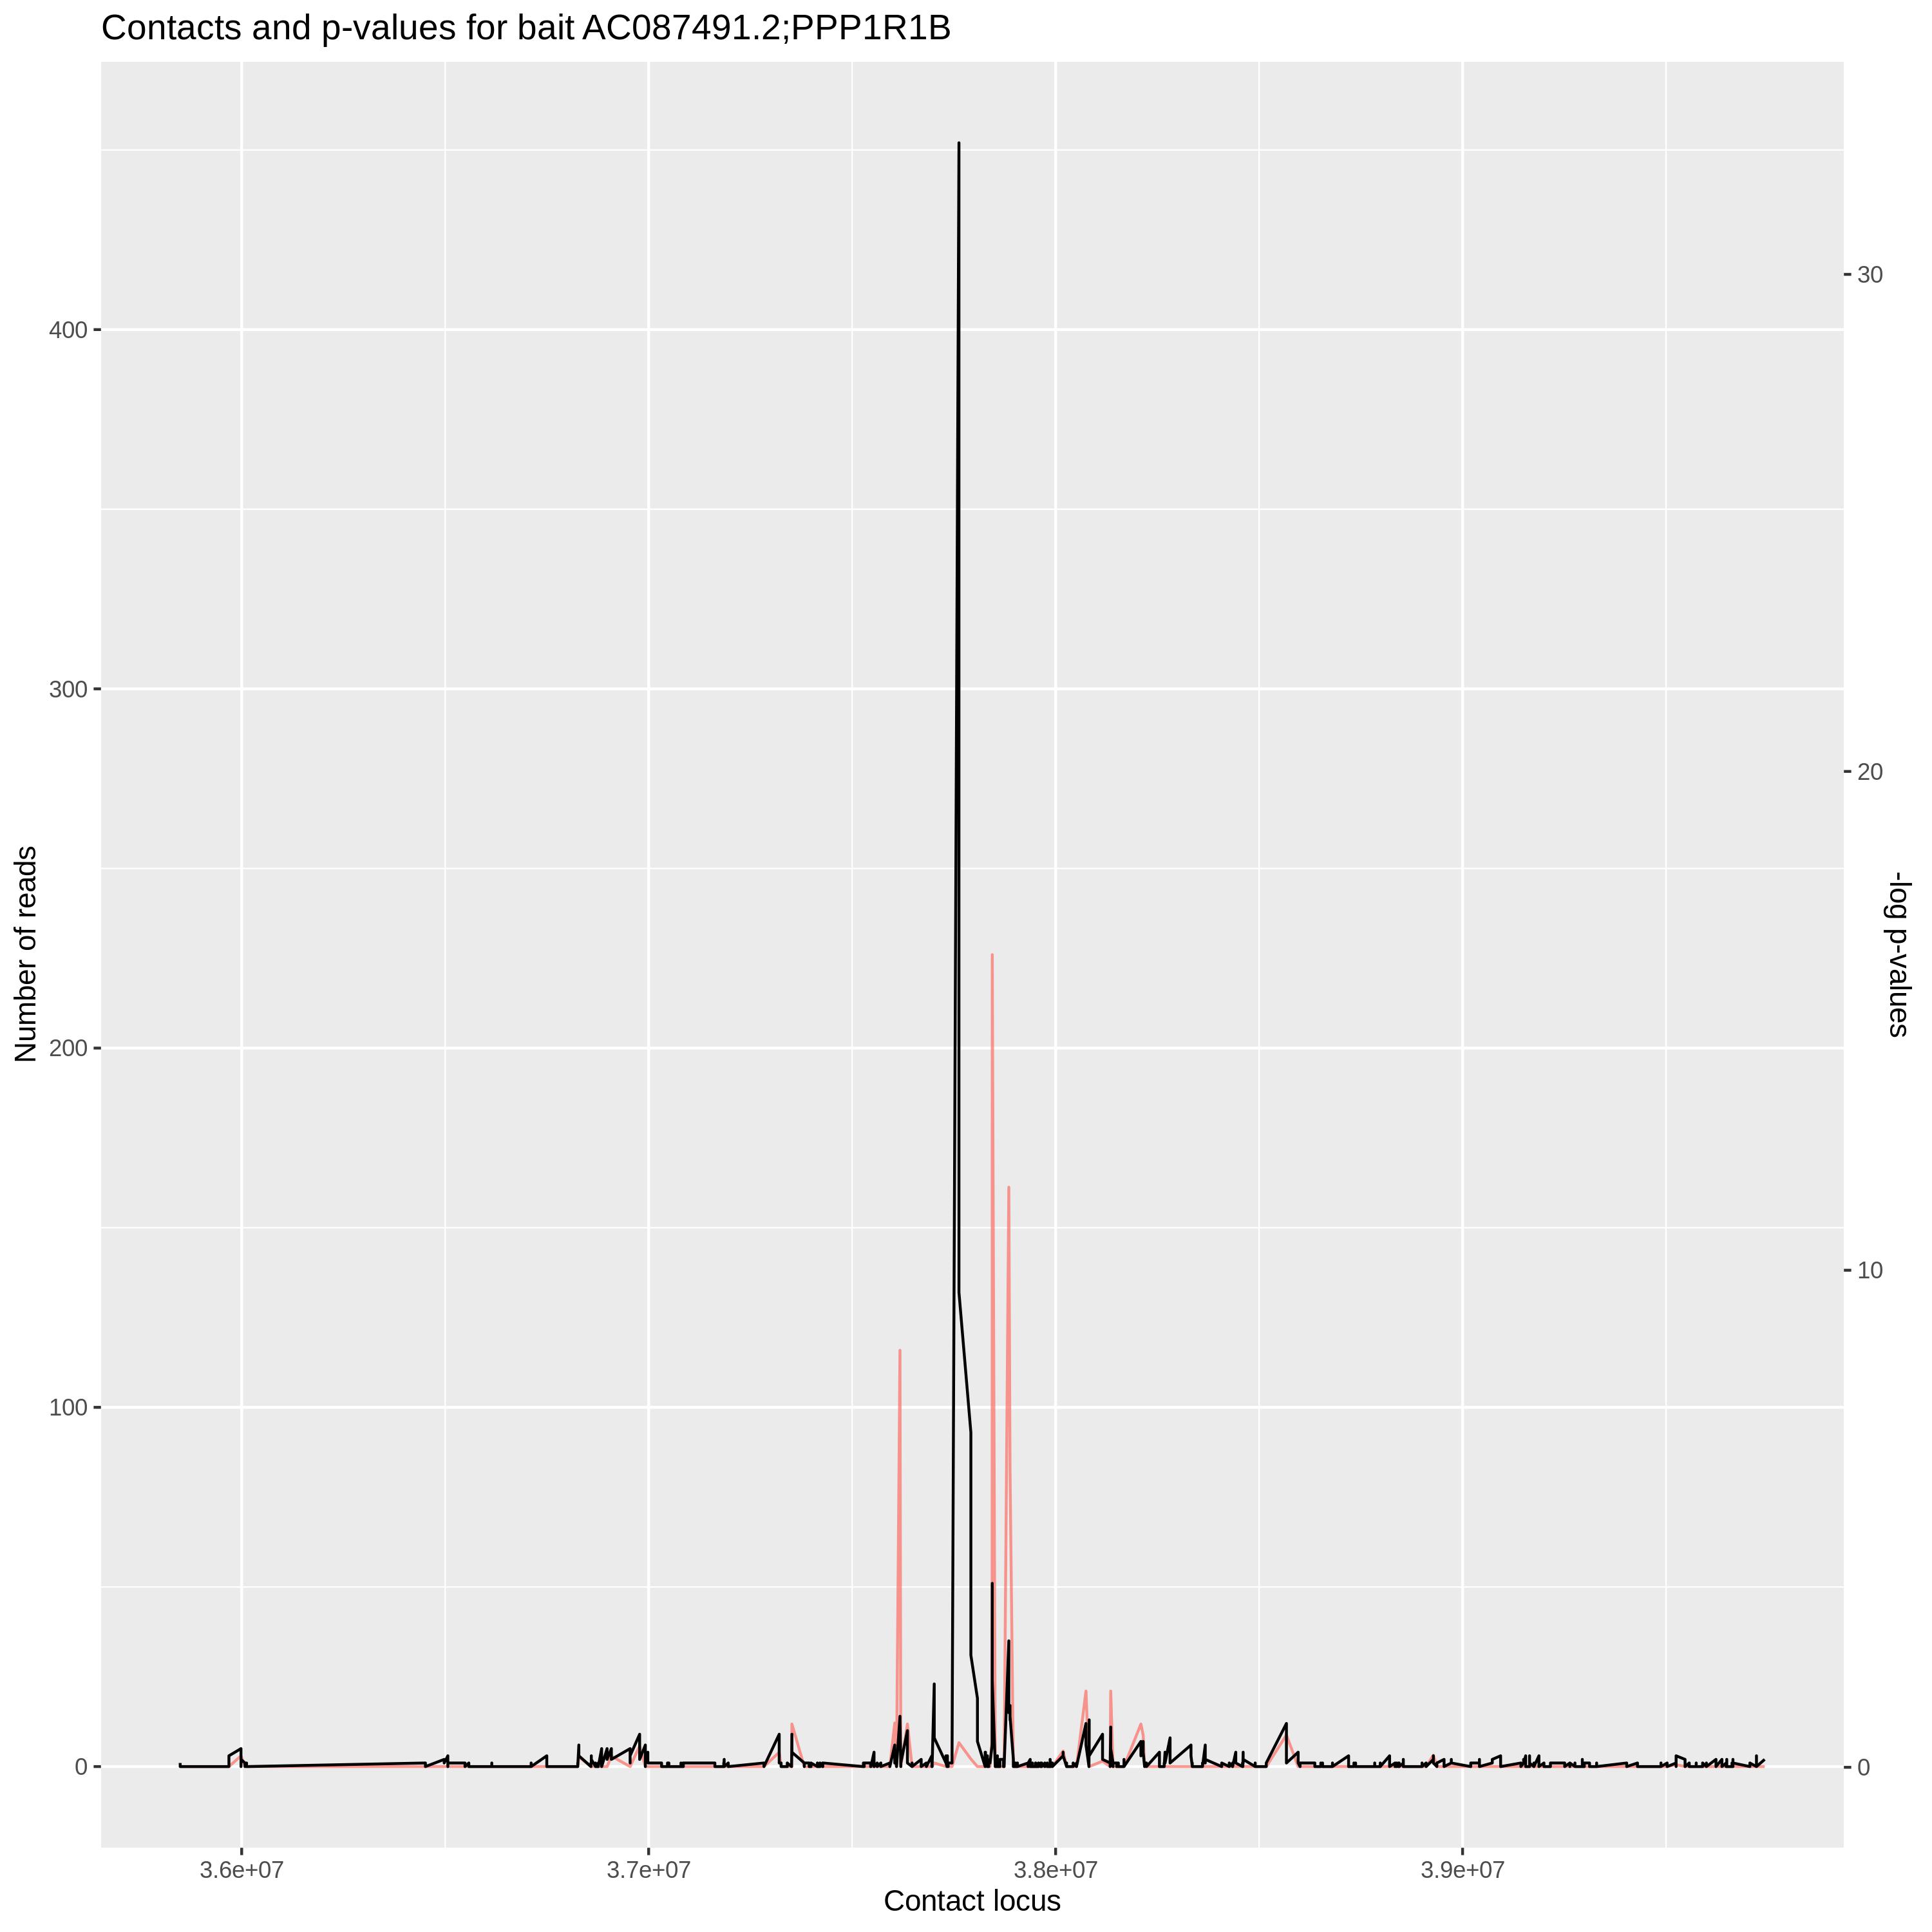 Contacts and p-values for bait AC087491.2;PPP1R1B
400
300
200
100
0
Number of reads
30
20
10
0
-log p-values
3.6e+07
3.7e+07
3.8e+07
3.9e+07
Contact locus